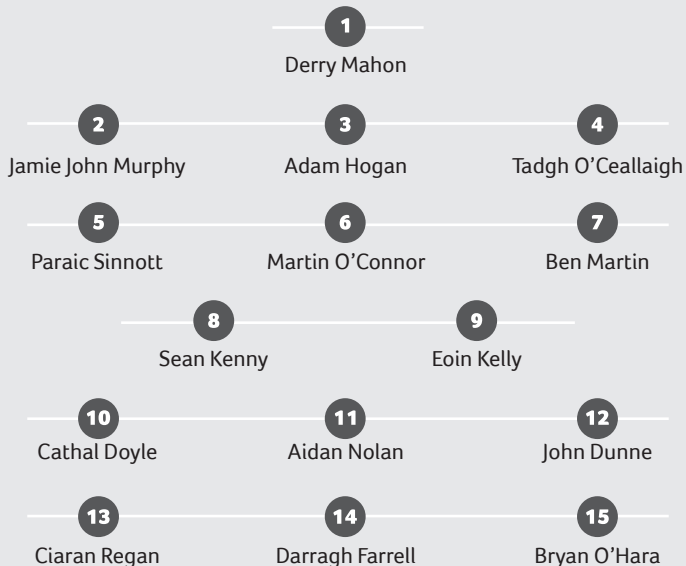 1
Derry Mahon
2 3 4
Jamie John Murphy Adam Hogan Tadgh O'Ceallaigh
5 6 7
Paraic Sinnott Martin O'Connor Ben Martin
8 9
Sean Kenny Eoin Kelly
10 11 12
Cathal Doyle Aidan Nolan John Dunne
13 14 15
Ciaran Regan Darragh Farrell Bryan O'Hara